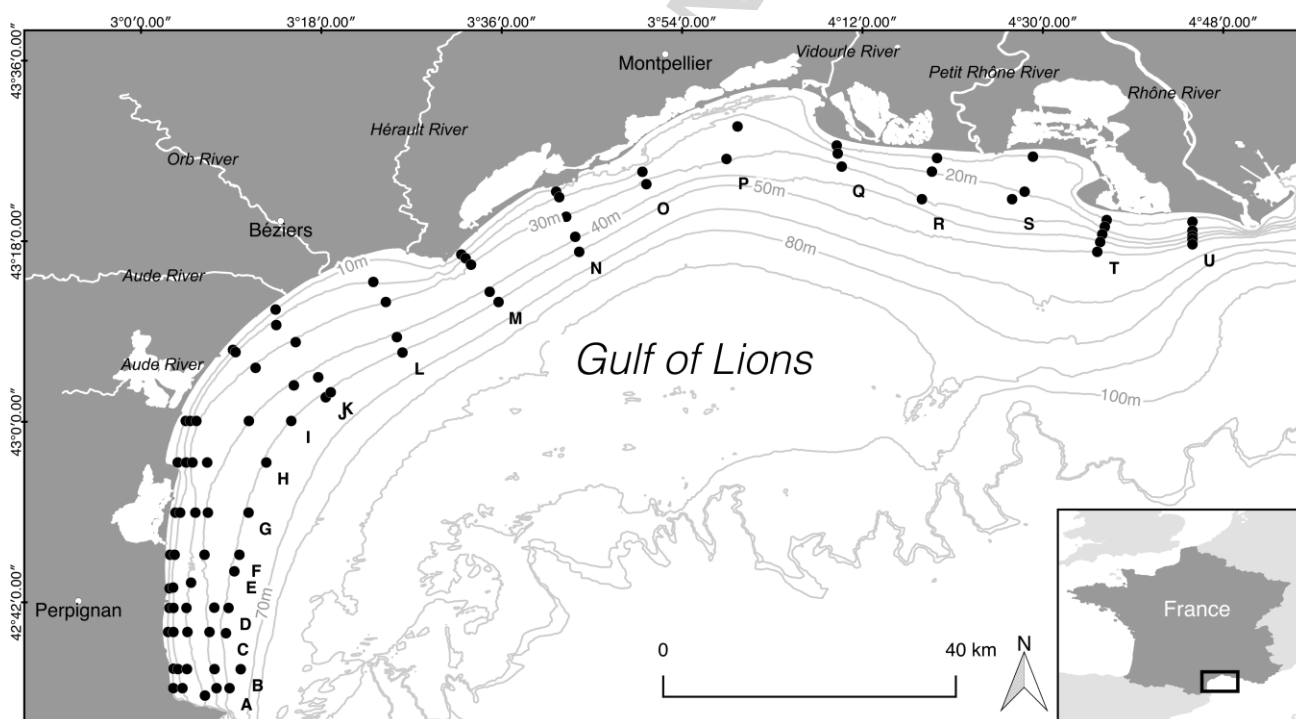 3°0'0.00" 3°18'0.00" 3°36'0.00" 3°54'0.00" 4°12'0.00" 4°30'0.00" 4°48'0.00"
43°36'0.00"
Montpellier
Vidourle River
Petit Rhône River
Rhône River
Hérault River
Orb River
20m
P
Q
50m
30m
40m
O
R
S
Béziers
43°18'0.00"
80m
10m
N
T
U
Aude River
M
Gulf of Lions
Aude River
L
100m
K
J
43°0'0.00"
I
H
G
F
E
70m
42°42'0.00"
Perpignan
D
C
B
A
0 40 km
N
France